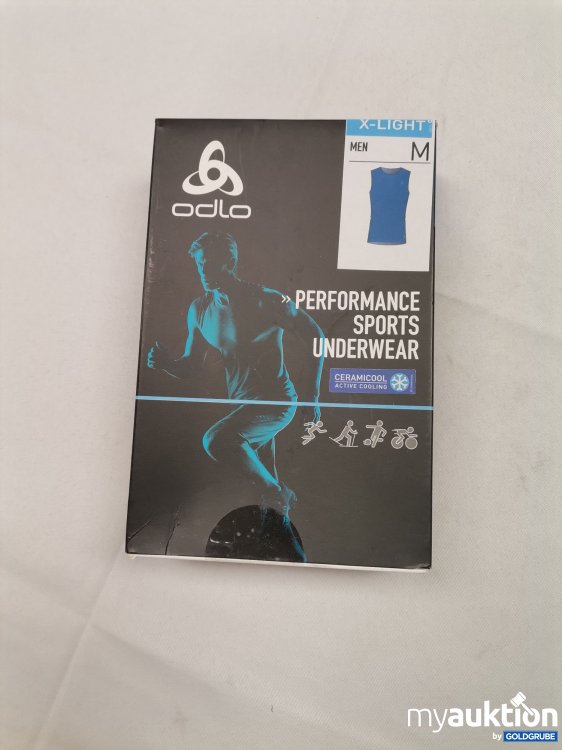 X-LIGHT
MEN M
odlo
» PERFORMANCE
SPORTS
UNDERWEAR
CERAMICOOL
ACTIVE COOLING
myauktion
by GOLDGRUBE